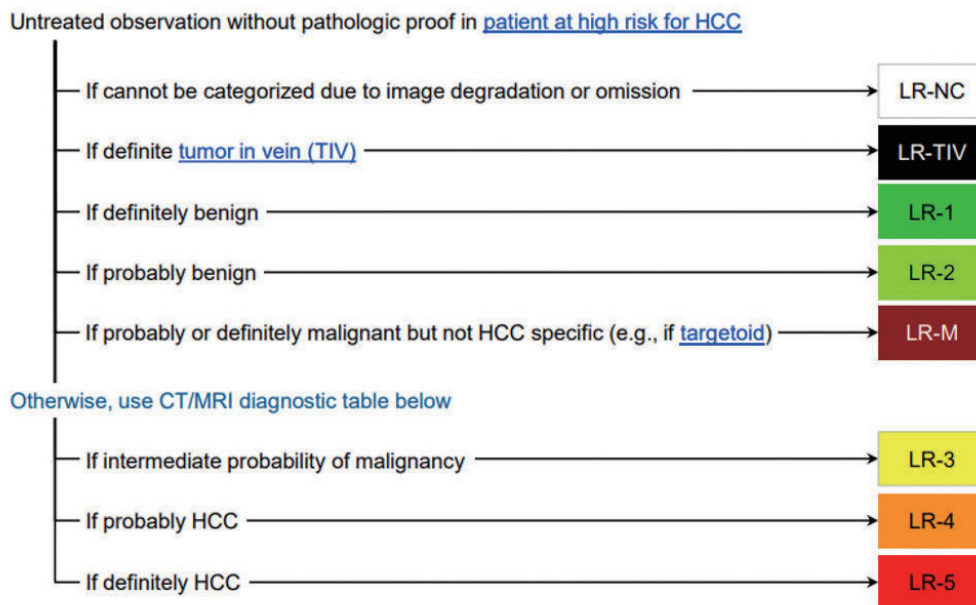 Untreated observation without pathologic proof in patient at high risk for HCC
If cannot be categorized due to image degradation or omission LR-NC
If definite tumor in vein (TIV) LR-TIV
If definitely benign LR-1
If probably benign LR-2
If probably or definitely malignant but not HCC specific (e.g., if targetoid) LR-M
Otherwise, use CT/MRI diagnostic table below
If intermediate probability of malignancy LR-3
If probably HCC LR-4
If definitely HCC LR-5